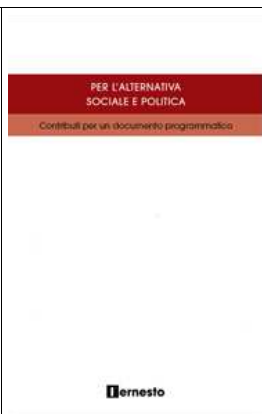 PER L'ALTERNATIVA
SOCIALE E POLITICA
Contributi per un documento programmatico
l'ernesto